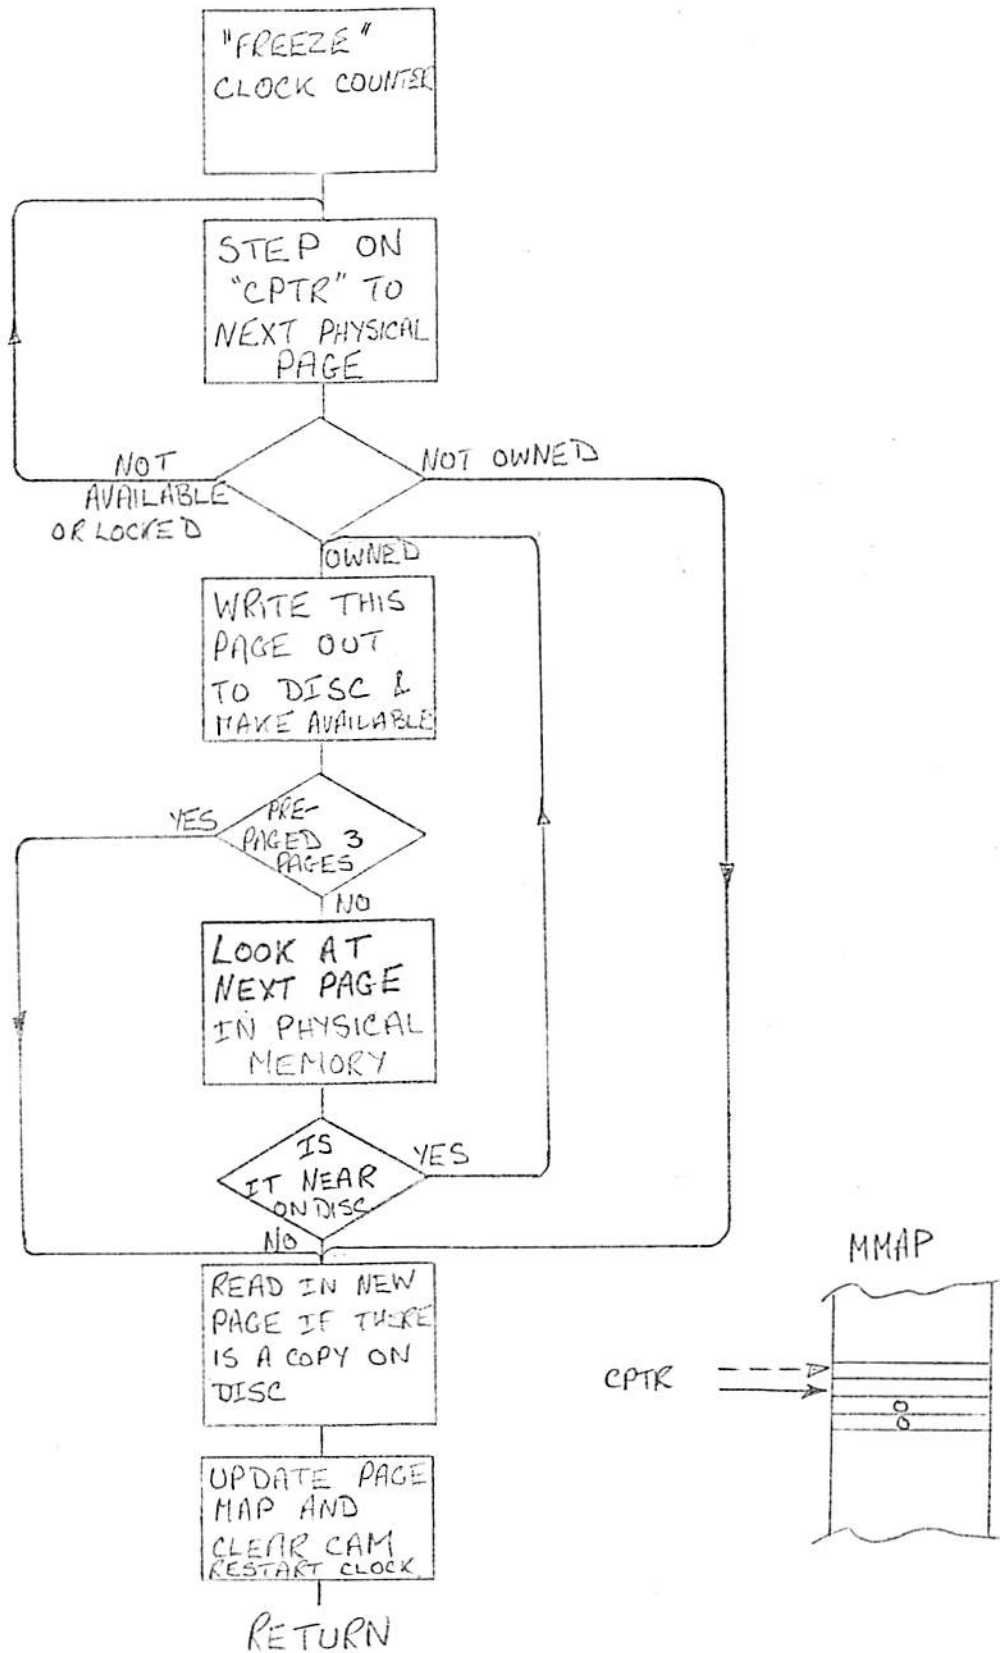 "FREEZE"
CLOCK COUNTER
STEP ON
"CPTR" TO
NEXT PHYSICAL
PAGE
NOT
AVAILABLE
OR LOCKED
NOT OWNED
OWNED
WRITE THIS
PAGE OUT
TO DISC &
MAKE AVAILABLE
YES
PRE-
PAGED 3
PAGES
NO
LOOK AT
NEXT PAGE
IN PHYSICAL
MEMORY
IS
IT NEAR
ON DISC
YES
NO
READ IN NEW
PAGE IF THERE
IS A COPY ON
DISC
UPDATE PAGE
MAP AND
CLEAR CAM
RESTART CLOCK
RETURN
MMAP
CPTR
O
O